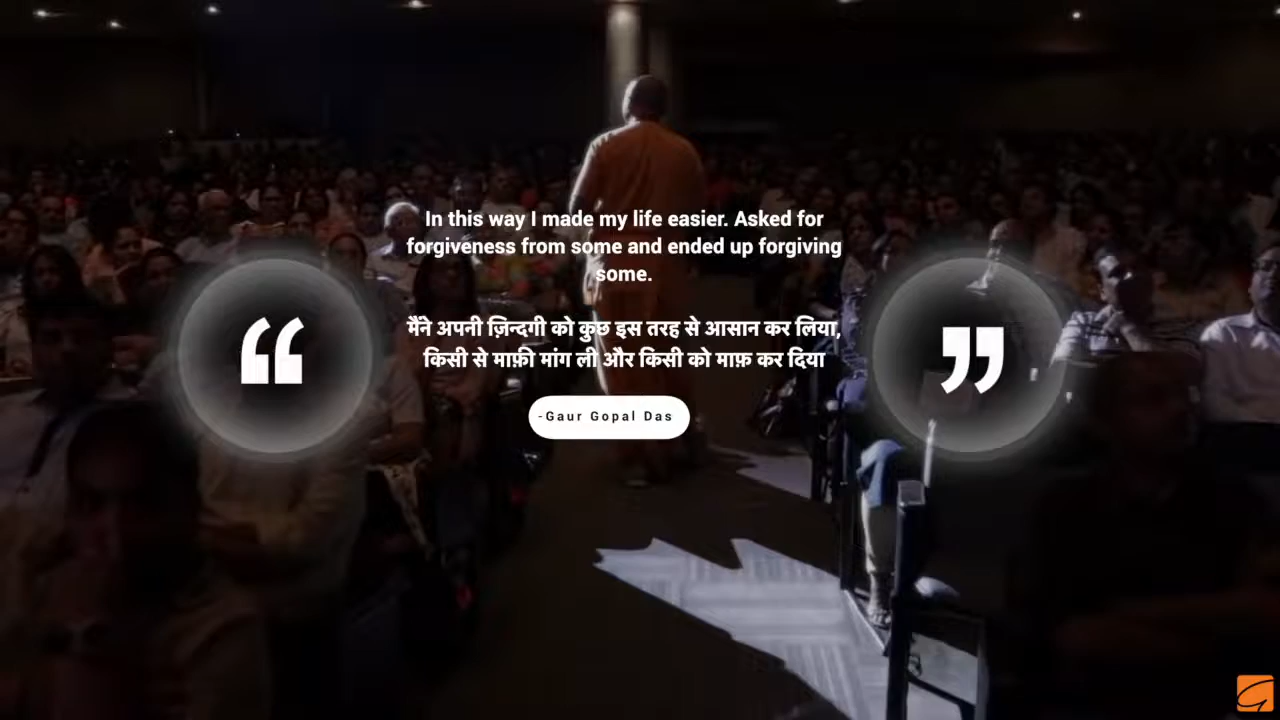 In this way I made my life easier. Asked for
forgiveness from some and ended up forgiving
some.
मैंने अपनी ज़िन्दगी को कुछ इस तरह से आसान कर लिया,
किसी से माफ़ी मांग ली और किसी को माफ़ कर दिया
-Gaur Gopal Das